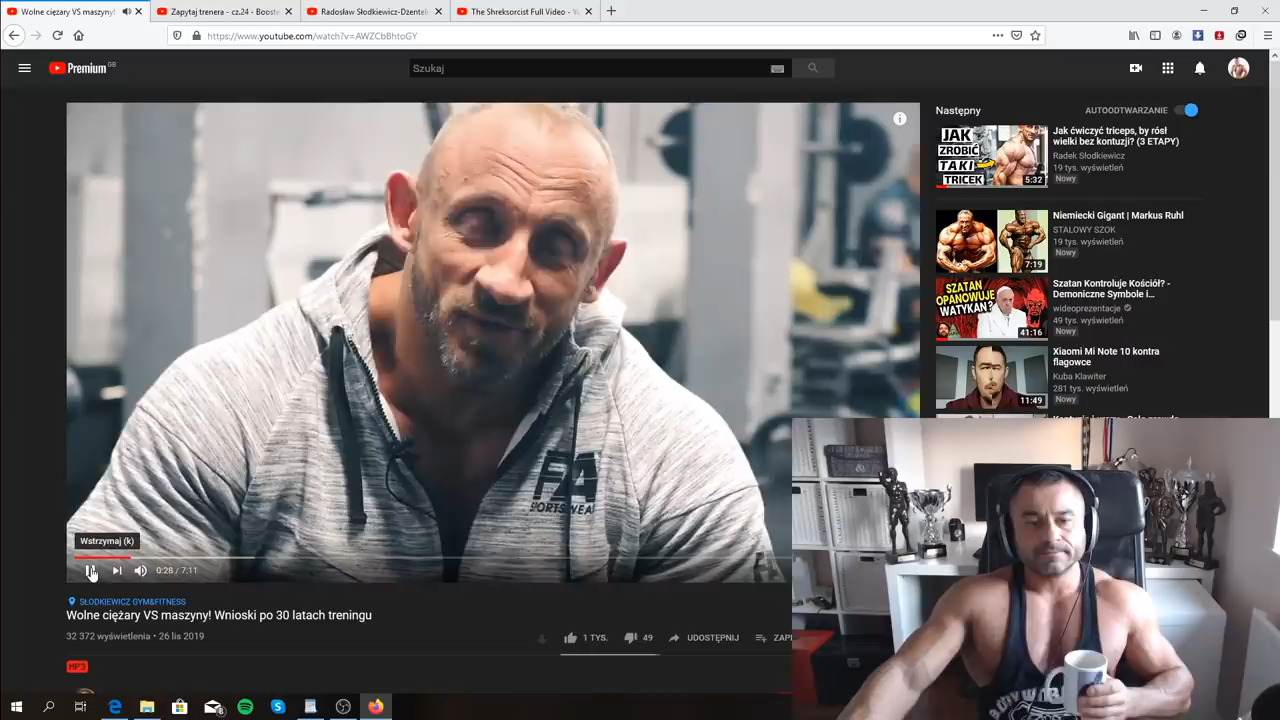 Wolne ciężary VS maszyny!
Zapytaj trenera - cz.24 - Booste
Radosław Słodkiewicz-Dżentel
The Shreksorcist Full Video - Y
https://www.youtube.com/watch?v=AWZCbBhtoGY
Premium GB
Szukaj
Następny
AUTOODTWARZANIE
JAK
ZROBIĆ
TAKI
TRICEK
5:32
Jak ćwiczyć triceps, by rósł
wielki bez kontuzji? (3 ETAPY)
Radek Słodkiewicz
19 tys. wyświetleń
Nowy
7:19
Niemiecki Gigant | Markus Ruhl
STALOWY SZOK
19 tys. wyświetleń
Nowy
SZATAN
OPANOWUJE
WATYKAN?
41:16
Szatan Kontroluje Kościół? -
Demoniczne Symbole i...
wideoprezentacje
49 tys. wyświetleń
Nowy
11:49
Xiaomi Mi Note 10 kontra
flagowce
Kuba Klawiter
281 tys. wyświetleń
Nowy
FA
SPORTSWEAR
Wstrzymaj (k)
0:28 / 7:11
SŁODKIEWICZ GYM&FITNESS
Wolne ciężary VS maszyny! Wnioski po 30 latach treningu
32 372 wyświetlenia • 26 lis 2019
1 TYS.
49
UDOSTĘPNIJ
MP3